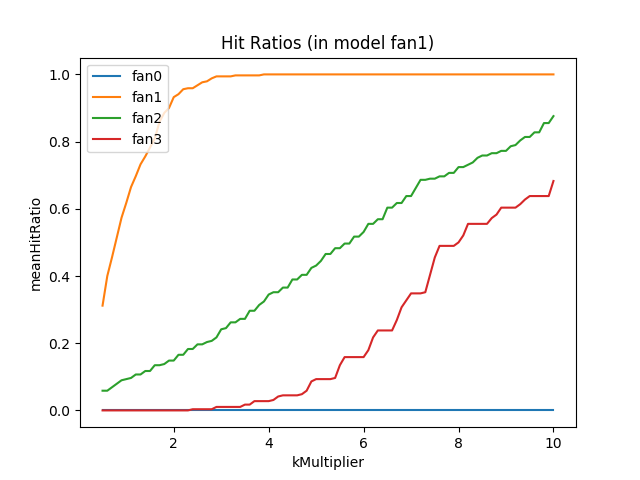 Hit Ratios (in model fan1)
fan0
fan1
fan2
fan3
meanHitRatio
1.0
0.8
0.6
0.4
0.2
0.0
2 4 6 8 10
kMultiplier